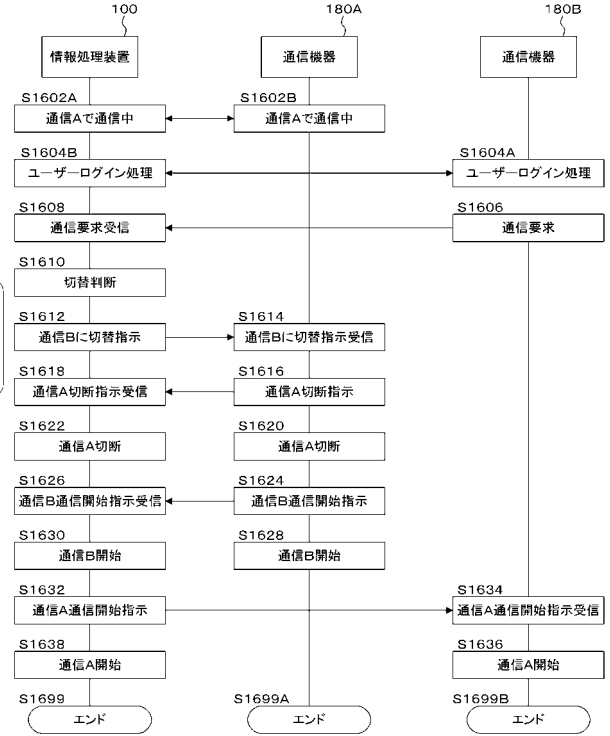 100 180A 180B
情報処理装置 通信機器 通信機器
S1602A S1602B
通信Aで通信中 通信Aで通信中
S1604B S1604A
ユーザーログイン処理 ユーザーログイン処理
S1608 S1606
通信要求受信 通信要求
S1610
切替判断
S1612 S1614
通信Bに切替指示 通信Bに切替指示受信
S1618 S1616
通信A切断指示受信 通信A切断指示
S1622 S1620
通信A切断 通信A切断
S1626 S1624
通信B通信開始指示受信 通信B通信開始指示
S1630 S1628
通信B開始 通信B開始
S1632 S1634
通信A通信開始指示 通信A通信開始指示受信
S1638 S1636
通信A開始 通信A開始
S1699 S1699A S1699B
エンド エンド エンド